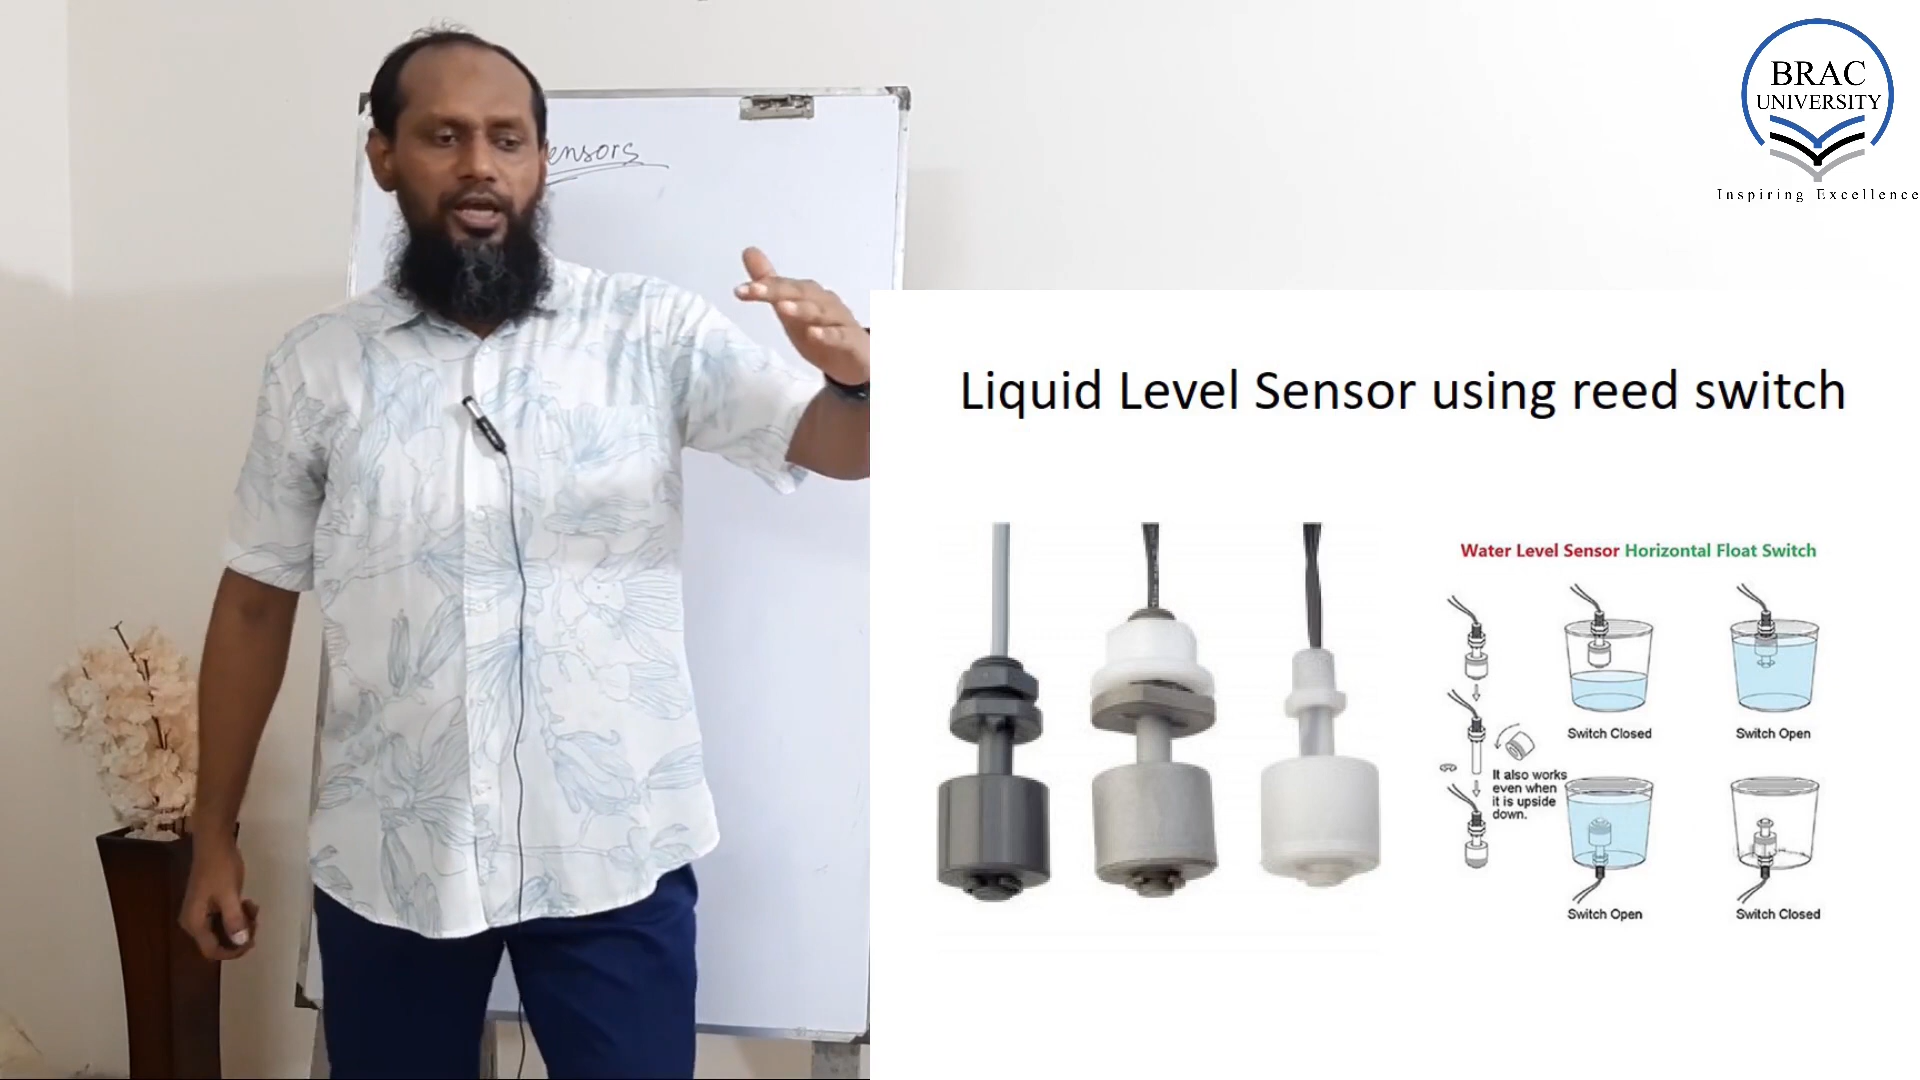 BRAC
UNIVERSITY
Inspiring Excellence
ensors
Liquid Level Sensor using reed switch
Water Level Sensor Horizontal Float Switch
Switch Closed
Switch Open
It also works
even when
it is upside
down.
Switch Open
Switch Closed